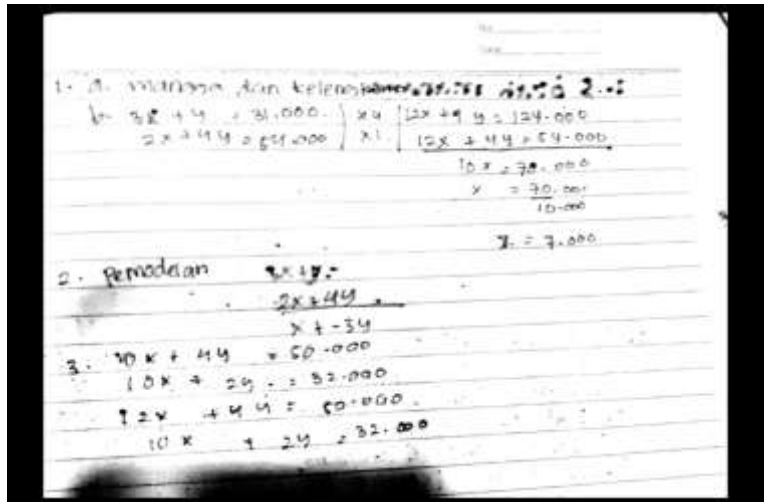 1. a. mangga dan kelengkeng
b. 3x + y = 31.000 | x4 | 12x + 4y = 124.000
2x + 4y = 54.000 | x1 | 12x + 4y = 54.000
10x = 70.000
x = 70.000
10.000
x = 7.000
2. Pemodelan
2x + 4y
x + -3y
3. 10x + 4y = 50.000
10x + 2y = 32.000
12x + 4y = 50.000
10x + 2y = 32.000